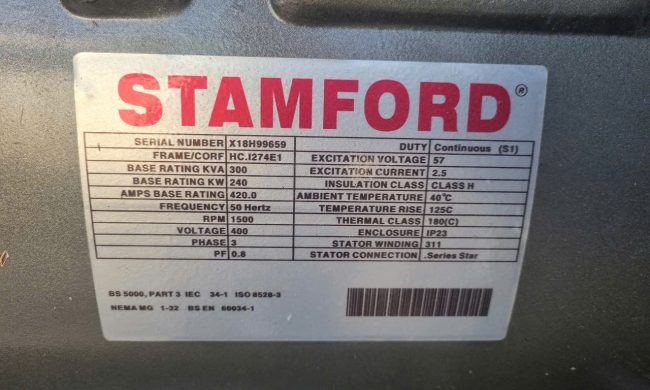 STAMFORD®
SERIAL NUMBER X18H99659
FRAME/CORF HC.I274E1
BASE RATING KVA 300
BASE RATING KW 240
AMPS BASE RATING 420.0
FREQUENCY 50 Hertz
RPM 1500
VOLTAGE 400
PHASE 3
PF 0.8
DUTY Continuous (S1)
EXCITATION VOLTAGE 57
EXCITATION CURRENT 2.5
INSULATION CLASS CLASS H
AMBIENT TEMPERATURE 40°C
TEMPERATURE RISE 125C
THERMAL CLASS 180(C)
ENCLOSURE IP23
STATOR WINDING 311
STATOR CONNECTION .Series Star
BS 5000, PART 3 IEC 34-1 ISO 8528-3
NEMA MG 1-32 BS EN 60034-1